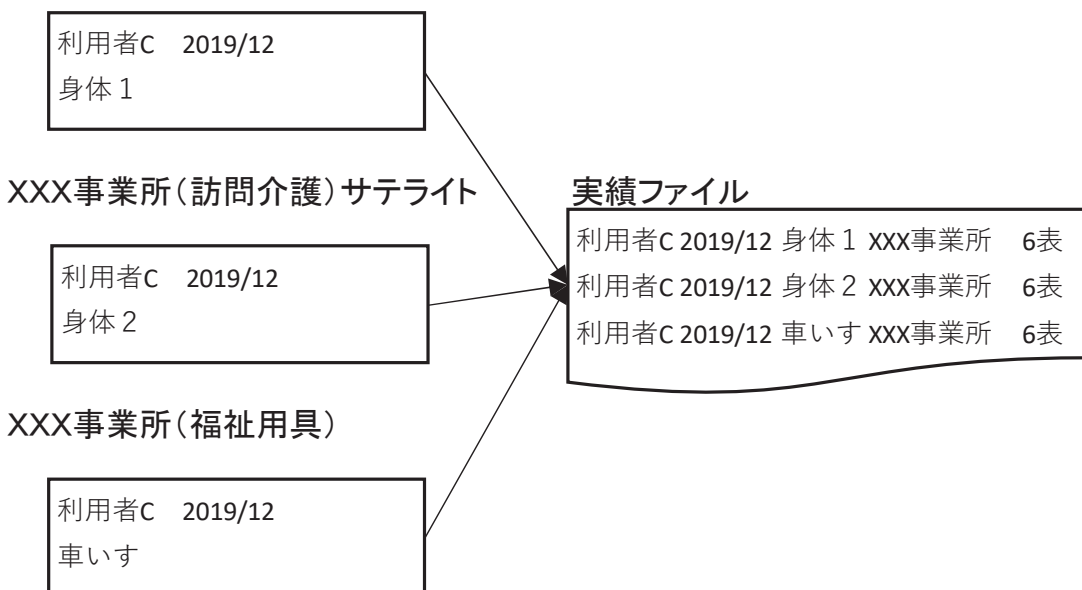 利用者C　2019/12
身体１
XXX事業所（訪問介護）サテライト
利用者C　2019/12
身体２
XXX事業所（福祉用具）
利用者C　2019/12
車いす
実績ファイル
利用者C 2019/12 身体１ XXX事業所　6表
利用者C 2019/12 身体２ XXX事業所　6表
利用者C 2019/12 車いす XXX事業所　6表